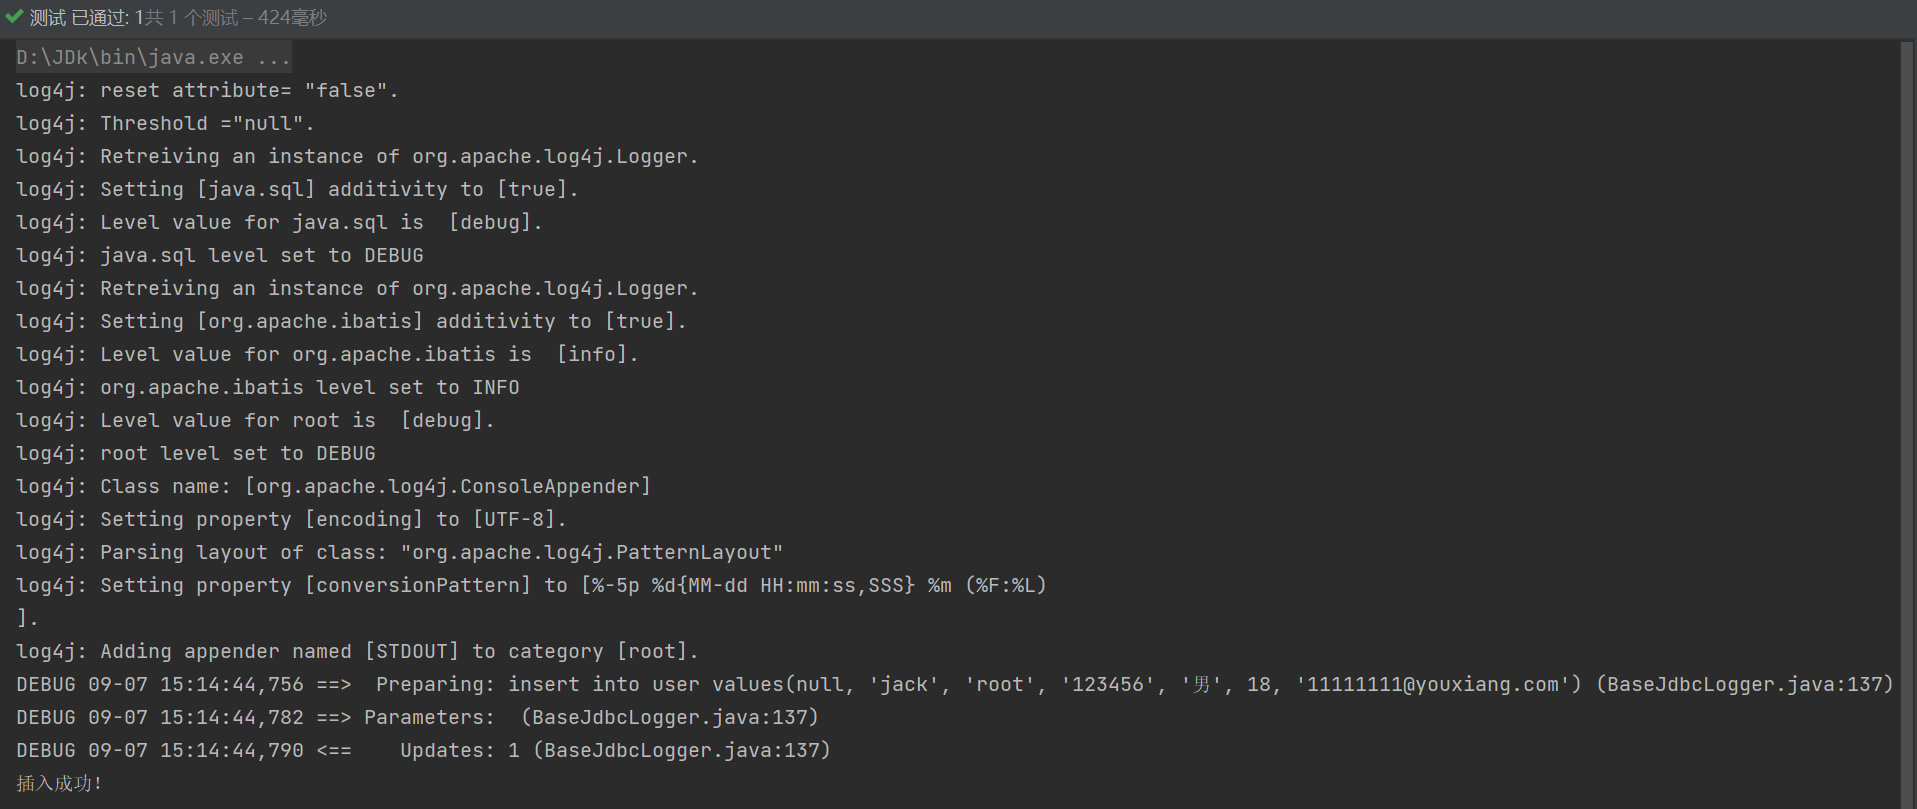 测试 已通过: 1共 1 个测试 – 424毫秒
D:\JDk\bin\java.exe ...
log4j: reset attribute= "false".
log4j: Threshold ="null".
log4j: Retreiving an instance of org.apache.log4j.Logger.
log4j: Setting [java.sql] additivity to [true].
log4j: Level value for java.sql is  [debug].
log4j: java.sql level set to DEBUG
log4j: Retreiving an instance of org.apache.log4j.Logger.
log4j: Setting [org.apache.ibatis] additivity to [true].
log4j: Level value for org.apache.ibatis is  [info].
log4j: org.apache.ibatis level set to INFO
log4j: Level value for root is  [debug].
log4j: root level set to DEBUG
log4j: Class name: [org.apache.log4j.ConsoleAppender]
log4j: Setting property [encoding] to [UTF-8].
log4j: Parsing layout of class: "org.apache.log4j.PatternLayout"
log4j: Setting property [conversionPattern] to [%-5p %d{MM-dd HH:mm:ss,SSS} %m (%F:%L)
].
log4j: Adding appender named [STDOUT] to category [root].
DEBUG 09-07 15:14:44,756 ==>  Preparing: insert into user values(null, 'jack', 'root', '123456', '男', 18, '11111111@youxiang.com') (BaseJdbcLogger.java:137)
DEBUG 09-07 15:14:44,782 ==> Parameters:  (BaseJdbcLogger.java:137)
DEBUG 09-07 15:14:44,790 <==    Updates: 1 (BaseJdbcLogger.java:137)
插入成功!